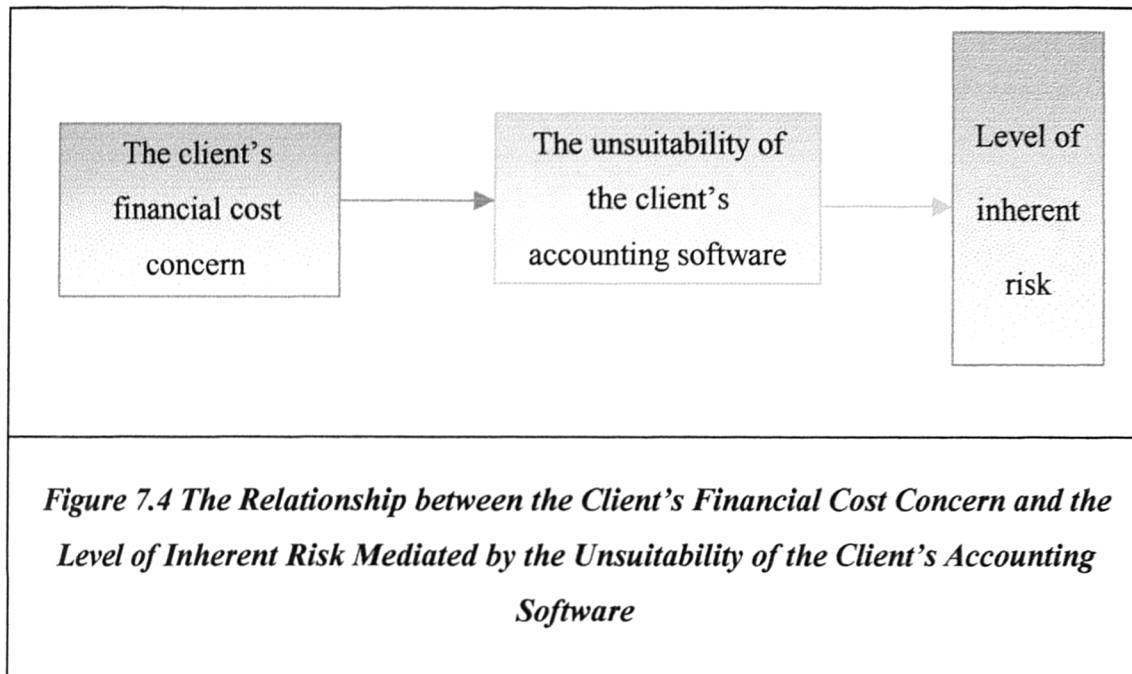 The client's
financial cost
concern
The unsuitability of
the client's
accounting software
Level of
inherent
risk
Figure 7.4 The Relationship between the Client's Financial Cost Concern and the
Level of Inherent Risk Mediated by the Unsuitability of the Client's Accounting
Software